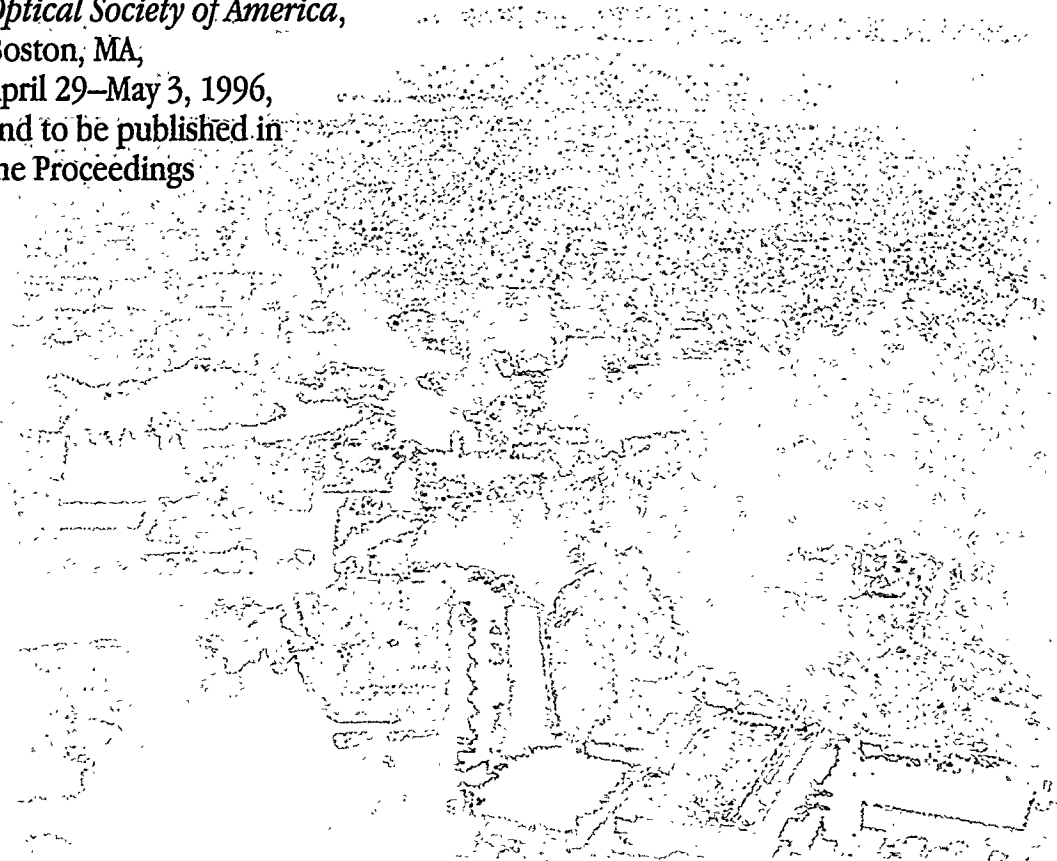 Optical Society of America,
Boston, MA,
April 29–May 3, 1996,
and to be published in
the Proceedings